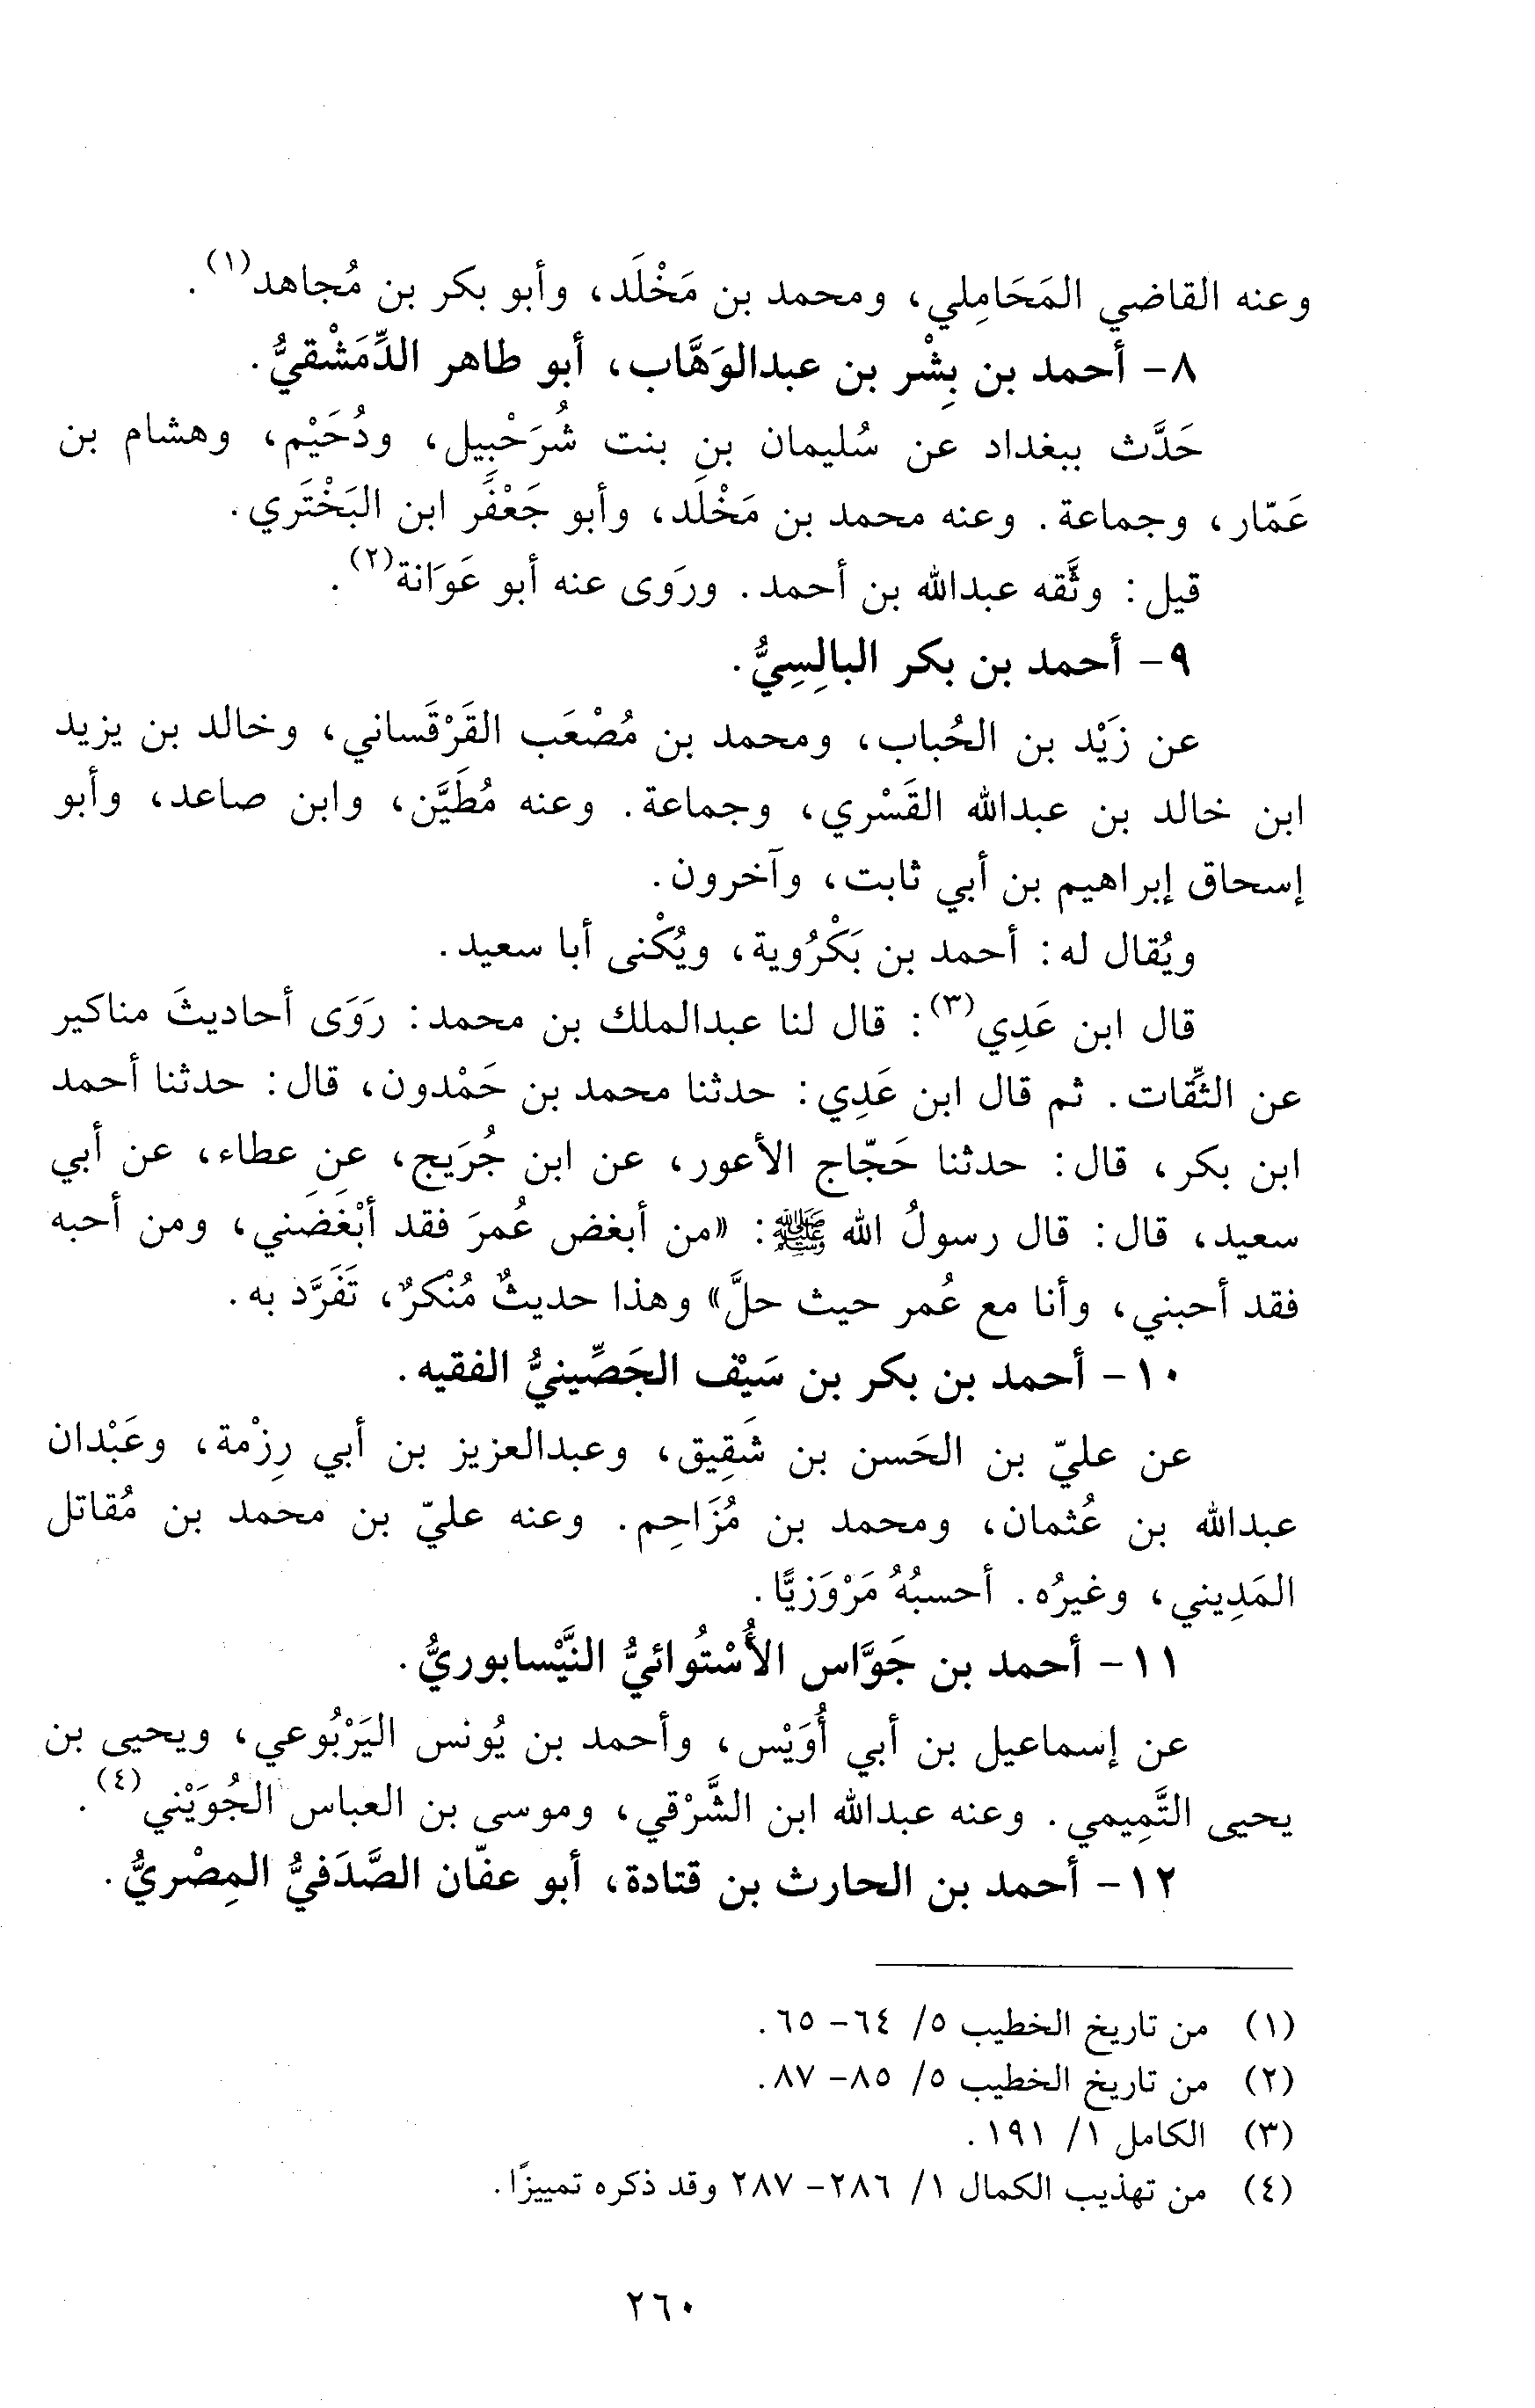 وعنه القاضي المَحَامِلي، ومحمد بن مَخْلَد، وأبو بكر بن مُجاهد(١).
٨- أحمد بن بِشْر بن عبدالوَهَّاب، أبو طاهر الدِّمَشْقيُّ.
حَدَّث ببغداد عن سُليمان بنِ بنت شُرَحْبِيل، ودُحَيْم، وهشام بن
عَمّار، وجماعة. وعنه محمد بن مَخْلَد، وأبو جَعْفَر ابن البَخْتَري.
قيل: وثَّقه عبدالله بن أحمد. وروَى عنه أبو عَوَانة(٢).
٩- أحمد بن بكر البالِسِيُّ.
عن زَيْد بن الحُباب، ومحمد بن مُصْعَب القَرْقَساني، وخالد بن يزيد
ابن خالد بن عبدالله القَسْري، وجماعة. وعنه مُطَيَّن، وابن صاعد، وأبو
إسحاق إبراهيم بن أبي ثابت، وآخرون.
ويُقال له: أحمد بن بَكْرُوية، ويُكْنى أبا سعيد.
قال ابن عَدِي(٣): قال لنا عبدالملك بن محمد: رَوَى أحاديثَ مناكير
عن الثِّقات. ثم قال ابن عَدِي: حدثنا محمد بن حَمْدون، قال: حدثنا أحمد
ابن بكر، قال: حدثنا حَجّاج الأعور، عن ابن جُرَيج، عن عطاء، عن أبي
سعيد، قال: قال رسولُ الله ﷺ: «من أبغض عُمرَ فقد أبْغَضَني، ومن أحبه
فقد أحبني، وأنا مع عُمر حيث حلَّ» وهذا حديثٌ مُنْكرٌ، تَفَرَّد به.
١٠- أحمد بن بكر بن سَيْف الجَصِّينيُّ الفقيه.
عن عليّ بن الحَسن بن شَقِيق، وعبدالعزيز بن أبي رِزْمة، وعَبْدان
عبدالله بن عُثمان، ومحمد بن مُزَاحِم. وعنه عليّ بن محمد بن مُقاتل
المَدِيني، وغيرُه. أحسبُهُ مَرْوَزيًّا.
١١- أحمد بن جَوَّاس الأُسْتُوائيُّ النَّيْسابوريُّ.
عن إسماعيل بن أبي أُوَيْس، وأحمد بن يُونس اليَرْبُوعي، ويحيى بن
يحيى التَّمِيمي. وعنه عبدالله ابن الشَّرْقي، وموسى بن العباس الجُوَيْني(٤).
١٢- أحمد بن الحارث بن قتادة، أبو عفّان الصَّدَفيُّ المِصْريُّ.
(١) من تاريخ الخطيب ٥/ ٦٤- ٦٥.
(٢) من تاريخ الخطيب ٥/ ٨٥- ٨٧.
(٣) الكامل ١/ ١٩١.
(٤) من تهذيب الكمال ١/ ٢٨٦- ٢٨٧ وقد ذكره تمييزًا.
٢٦٠